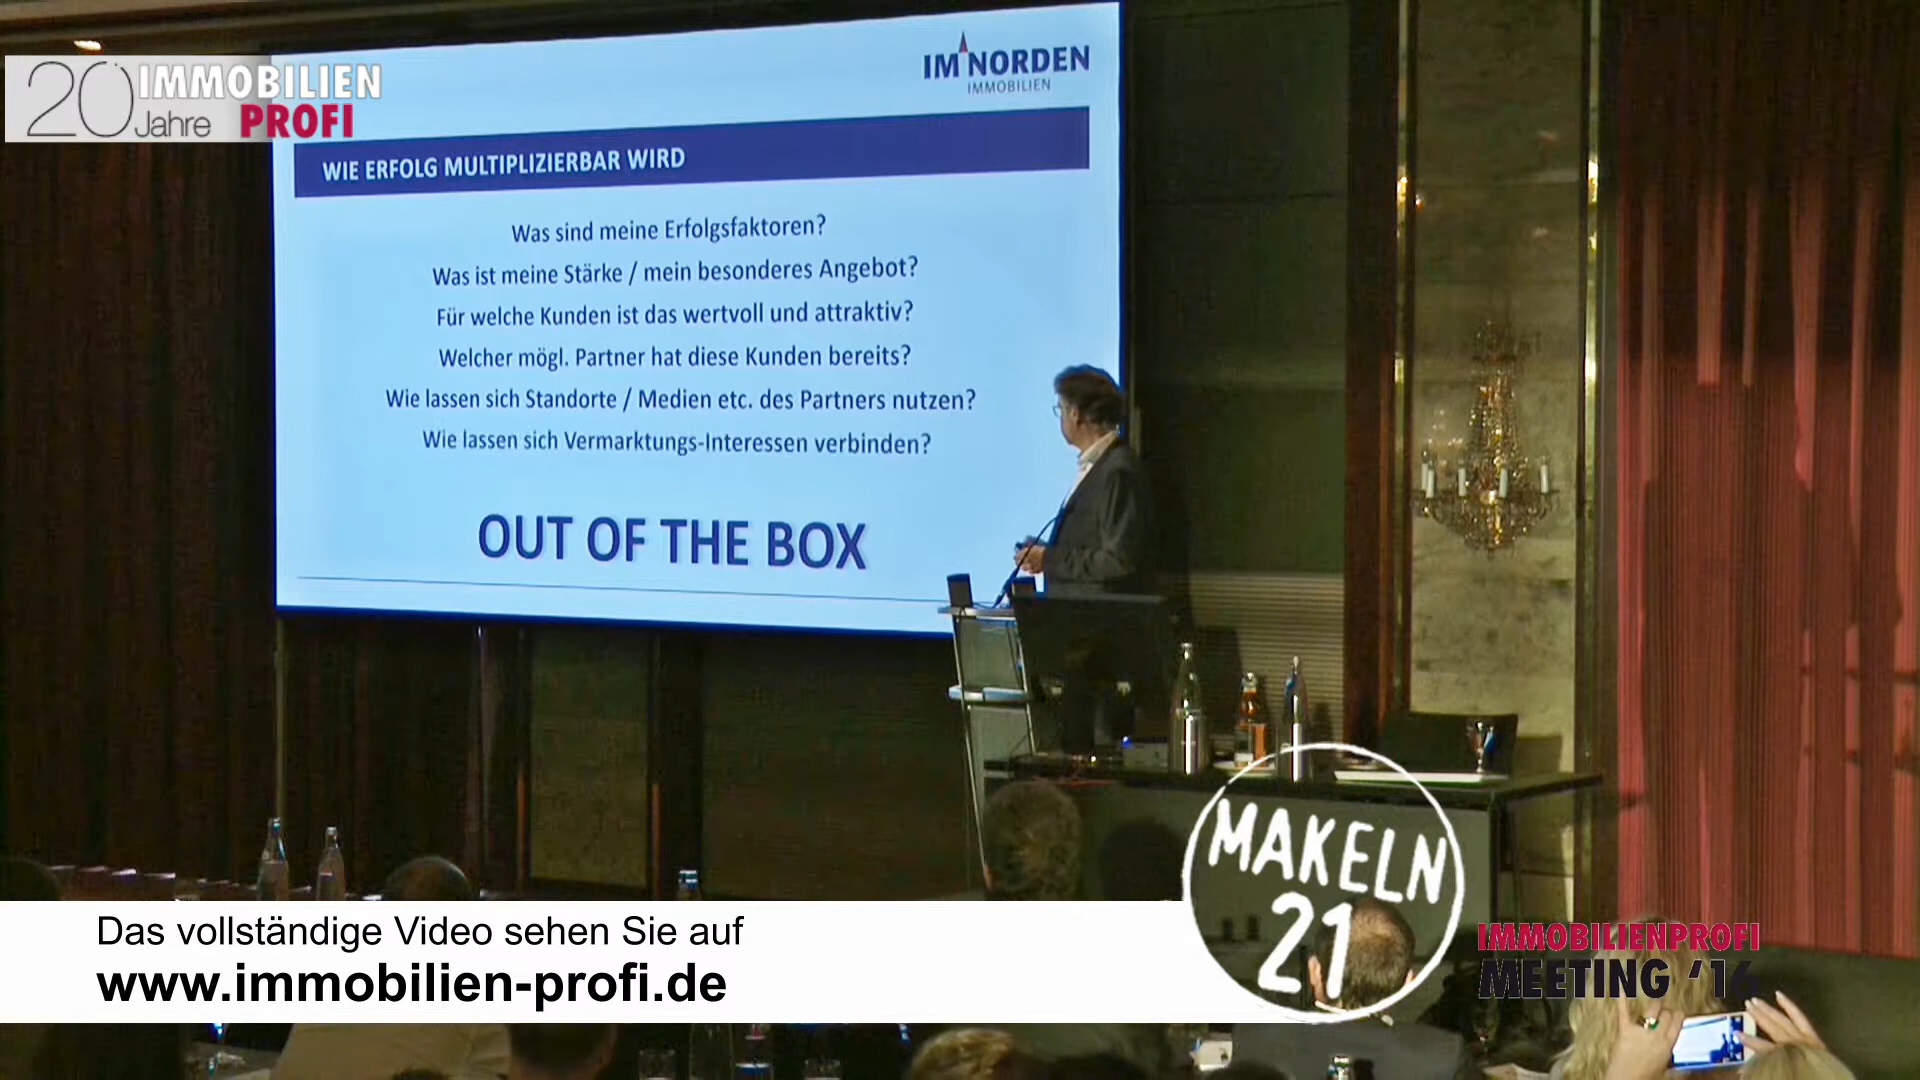 20 Jahre
IMMOBILIEN
PROFI
IM NORDEN
IMMOBILIEN
WIE ERFOLG MULTIPLIZIERBAR WIRD
Was sind meine Erfolgsfaktoren?
Was ist meine Stärke / mein besonderes Angebot?
Für welche Kunden ist das wertvoll und attraktiv?
Welcher mögl. Partner hat diese Kunden bereits?
Wie lassen sich Standorte / Medien etc. des Partners nutzen?
Wie lassen sich Vermarktungs-Interessen verbinden?
OUT OF THE BOX
Das vollständige Video sehen Sie auf
www.immobilien-profi.de
MAKELN
21
IMMOBILIENPROFI
MEETING ‘16